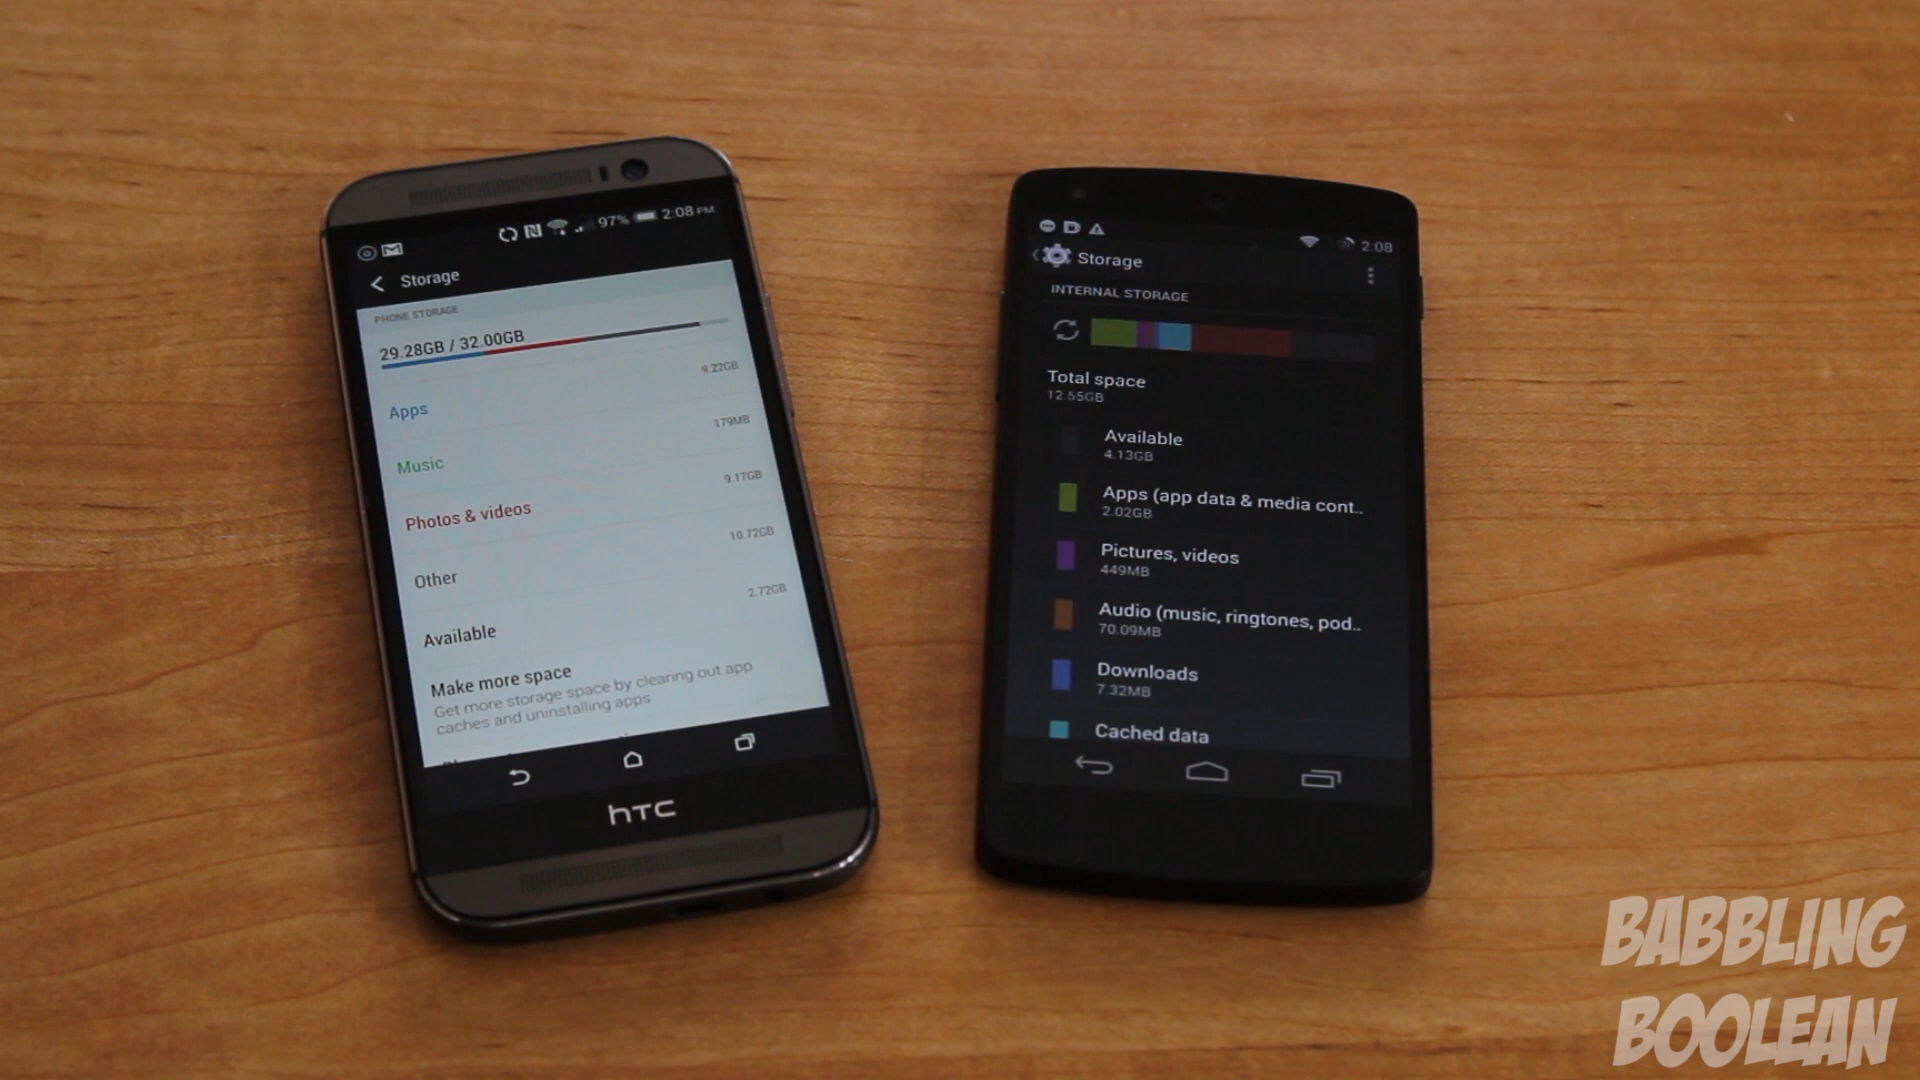 97% 2:08 PM
Storage
PHONE STORAGE
29.28GB / 32.00GB
9.22GB
Apps
179MB
Music
9.17GB
Photos & videos
10.72GB
Other
2.72GB
Available
Make more space
Get more storage space by clearing out app
caches and uninstalling apps
hTC
2:08
Storage
INTERNAL STORAGE
Total space
12.55GB
Available
4.13GB
Apps (app data & media cont..
2.02GB
Pictures, videos
449MB
Audio (music, ringtones, pod..
70.09MB
Downloads
7.32MB
Cached data
BABBLING
BOOLEAN